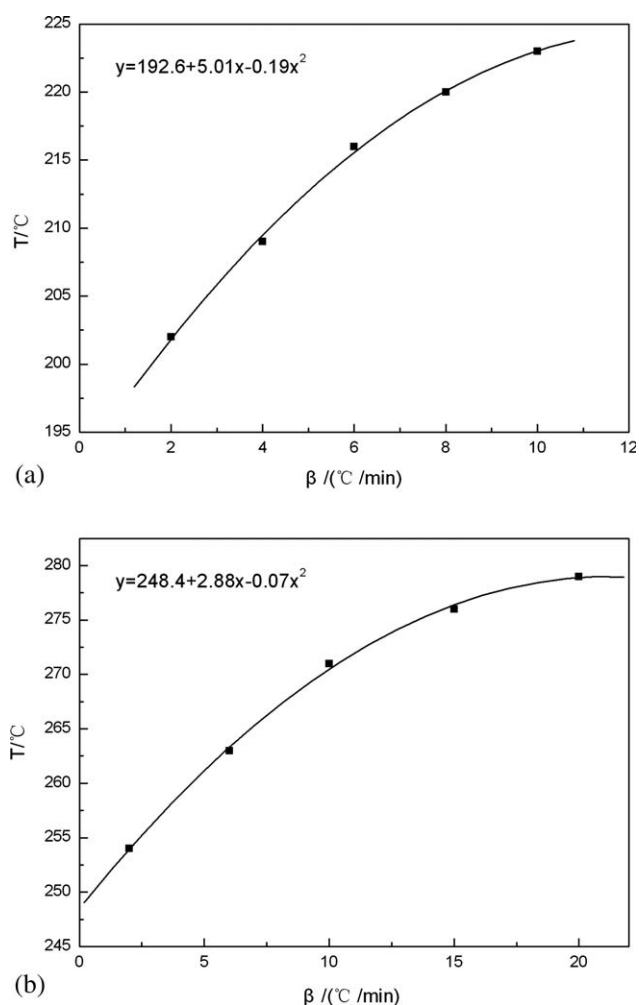 y=192.6+5.01x-0.19x²
225
220
215
210
205
200
195
T/℃
0 2 4 6 8 10 12
β /(℃ /min)
(a)
y=248.4+2.88x-0.07x²
280
275
270
265
260
255
250
245
T/℃
0 5 10 15 20
β /(℃ /min)
(b)